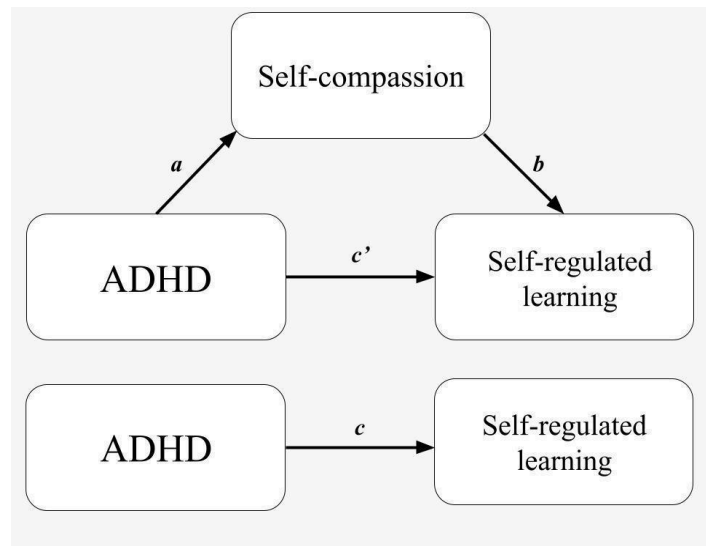 Self-compassion
a
b
ADHD
c’
Self-regulated
learning
ADHD
c
Self-regulated
learning